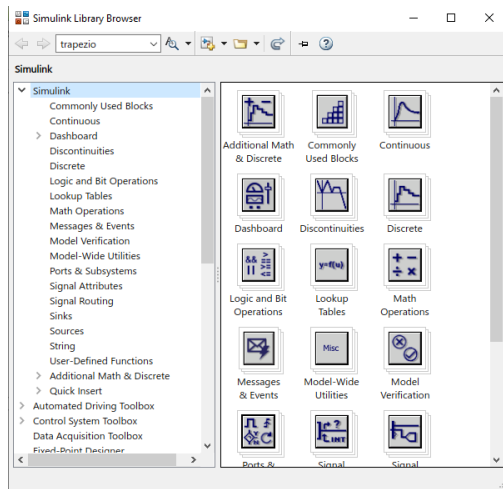 Simulink Library Browser
trapezio
Simulink
Simulink
Commonly Used Blocks
Continuous
Dashboard
Discontinuities
Discrete
Logic and Bit Operations
Lookup Tables
Math Operations
Messages & Events
Model Verification
Model-Wide Utilities
Ports & Subsystems
Signal Attributes
Signal Routing
Sinks
Sources
String
User-Defined Functions
Additional Math & Discrete
Quick Insert
Automated Driving Toolbox
Control System Toolbox
Data Acquisition Toolbox
Fixed-Point Designer
Additional Math
& Discrete
Commonly
Used Blocks
Continuous
Dashboard
Discontinuities
Discrete
y=f(u)
Logic and Bit
Operations
Lookup
Tables
Math
Operations
Misc
Messages
& Events
Model-Wide
Utilities
Model
Verification
Ports &
Signal
Signal